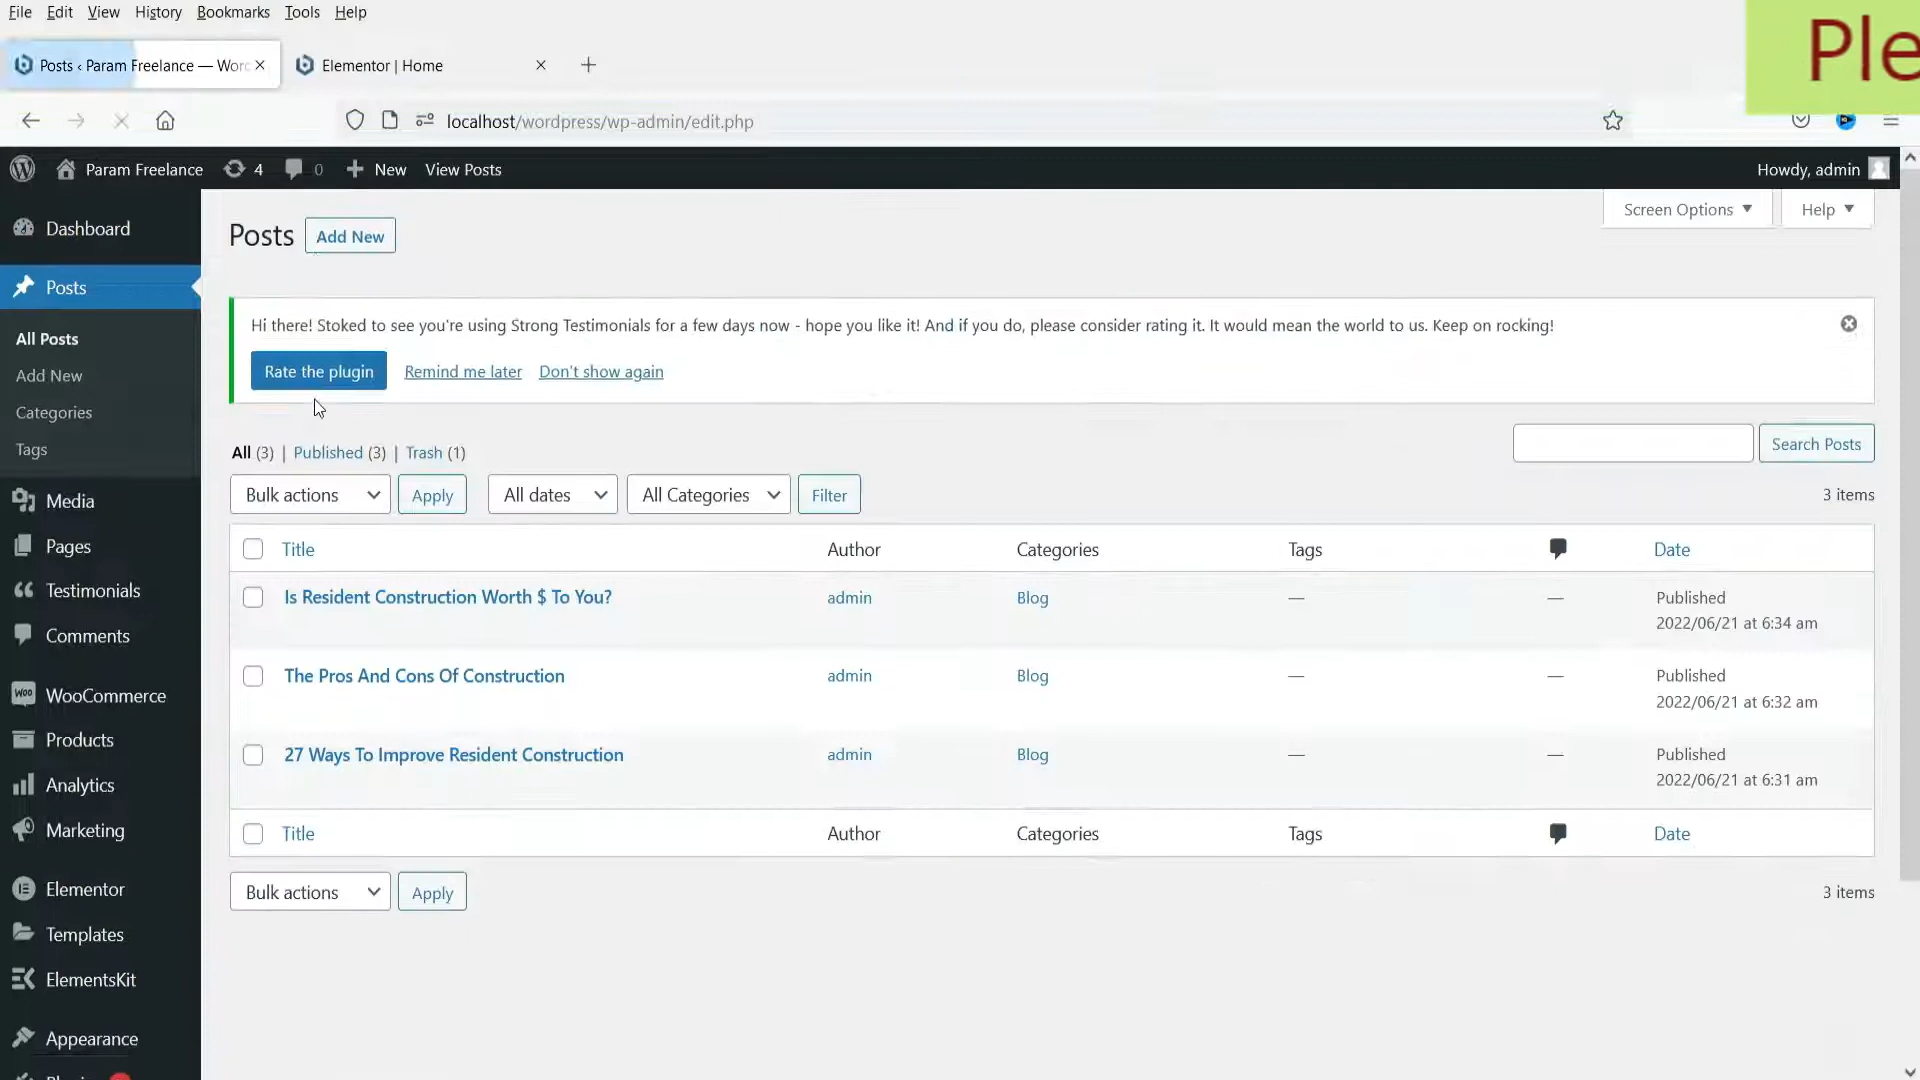 File Edit View History Bookmarks Tools Help
Ple
Posts ‹ Param Freelance — Worc
Elementor | Home
localhost/wordpress/wp-admin/edit.php
Param Freelance 4 0 New View Posts Howdy, admin
Screen Options Help
Dashboard
Posts
All Posts
Add New
Categories
Tags
Media
Pages
Testimonials
Comments
WooCommerce
Products
Analytics
Marketing
Elementor
Templates
ElementsKit
Appearance
Posts Add New
Hi there! Stoked to see you're using Strong Testimonials for a few days now - hope you like it! And if you do, please consider rating it. It would mean the world to us. Keep on rocking!
Rate the plugin Remind me later Don't show again
All (3) | Published (3) | Trash (1)
Search Posts
Bulk actions Apply All dates All Categories Filter 3 items
Title Author Categories Tags Date
Is Resident Construction Worth $ To You? admin Blog — — Published
2022/06/21 at 6:34 am
The Pros And Cons Of Construction admin Blog — — Published
2022/06/21 at 6:32 am
27 Ways To Improve Resident Construction admin Blog — — Published
2022/06/21 at 6:31 am
Title Author Categories Tags Date
Bulk actions Apply 3 items